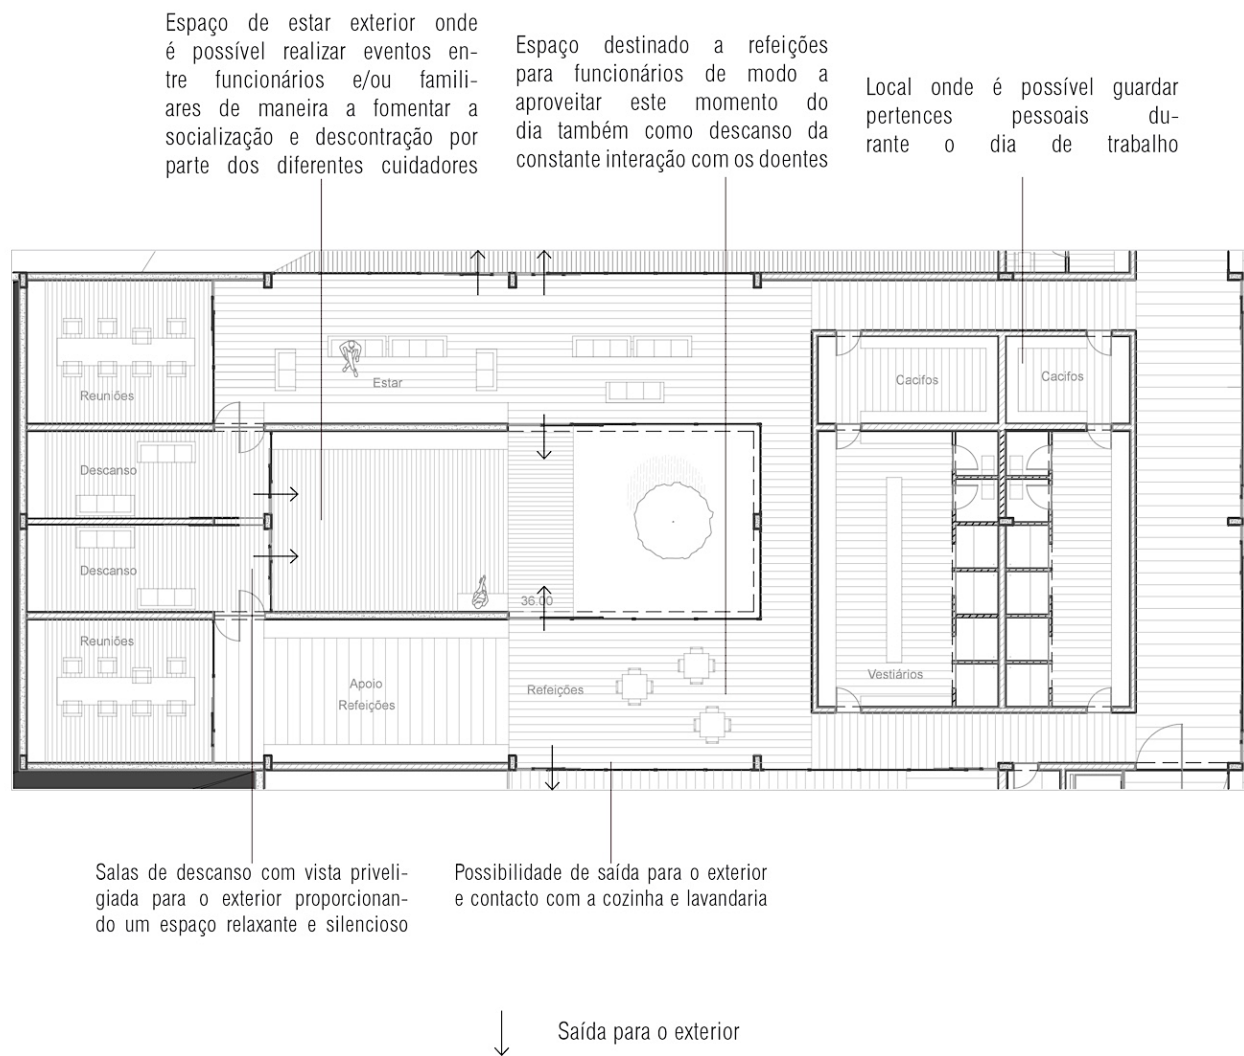 Espaço de estar exterior onde
é possível realizar eventos en-
tre funcionários e/ou famili-
ares de maneira a fomentar a
socialização e descontração por
parte dos diferentes cuidadores
Espaço destinado a refeições
para funcionários de modo a
aproveitar este momento do
dia também como descanso da
constante interação com os doentes
Local onde é possível guardar
pertences pessoais du-
rante o dia de trabalho
Reuniões
Estar
Cacifos
Cacifos
Descanso
Descanso
36.00
Reuniões
Apoio
Refeições
Refeições
Vestiários
Salas de descanso com vista priveli-
giada para o exterior proporcionan-
do um espaço relaxante e silencioso
Possibilidade de saída para o exterior
e contacto com a cozinha e lavandaria
Saída para o exterior